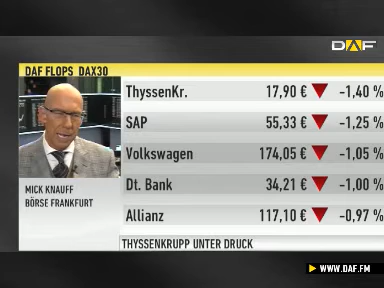 DAF
DAF FLOPS DAX30
ThyssenKr. 17,90 € -1,40 %
SAP 55,33 € -1,25 %
Volkswagen 174,05 € -1,05 %
Dt. Bank 34,21 € -1,00 %
Allianz 117,10 € -0,97 %
MICK KNAUFF
BÖRSE FRANKFURT
THYSSENKRUPP UNTER DRUCK
WWW.DAF.FM